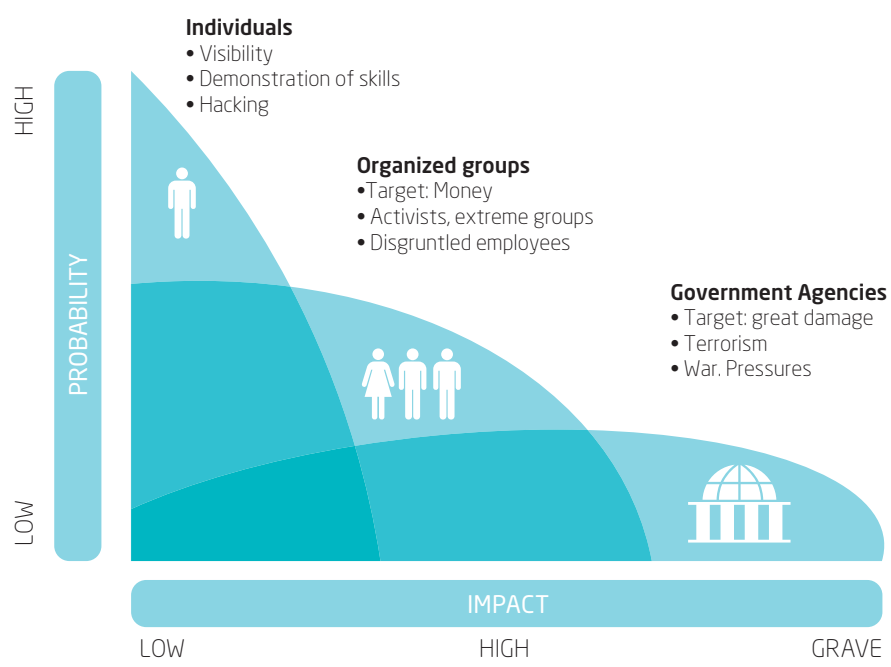 Individuals
• Visibility
• Demonstration of skills
• Hacking
Organized groups
•Target: Money
• Activists, extreme groups
• Disgruntled employees
Government Agencies
• Target: great damage
• Terrorism
• War. Pressures
HIGH
PROBABILITY
LOW
IMPACT
LOW
HIGH
GRAVE